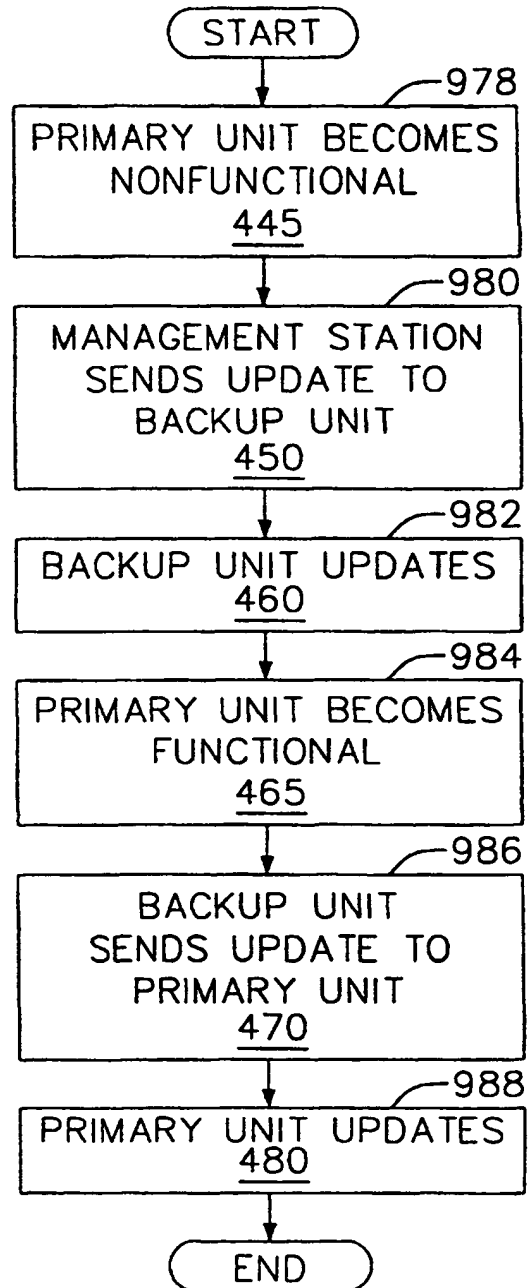 START
978
PRIMARY UNIT BECOMES
NONFUNCTIONAL
445
980
MANAGEMENT STATION
SENDS UPDATE TO
BACKUP UNIT
450
982
BACKUP UNIT UPDATES
460
984
PRIMARY UNIT BECOMES
FUNCTIONAL
465
986
BACKUP UNIT
SENDS UPDATE TO
PRIMARY UNIT
470
988
PRIMARY UNIT UPDATES
480
END